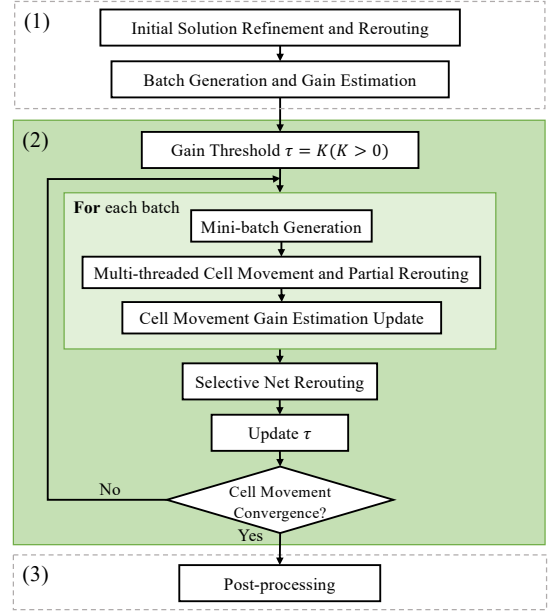 (1)
Initial Solution Refinement and Rerouting
Batch Generation and Gain Estimation
(2)
Gain Threshold τ = K(K > 0)
For each batch
Mini-batch Generation
Multi-threaded Cell Movement and Partial Rerouting
Cell Movement Gain Estimation Update
Selective Net Rerouting
Update τ
No
Cell Movement
Convergence?
Yes
(3)
Post-processing